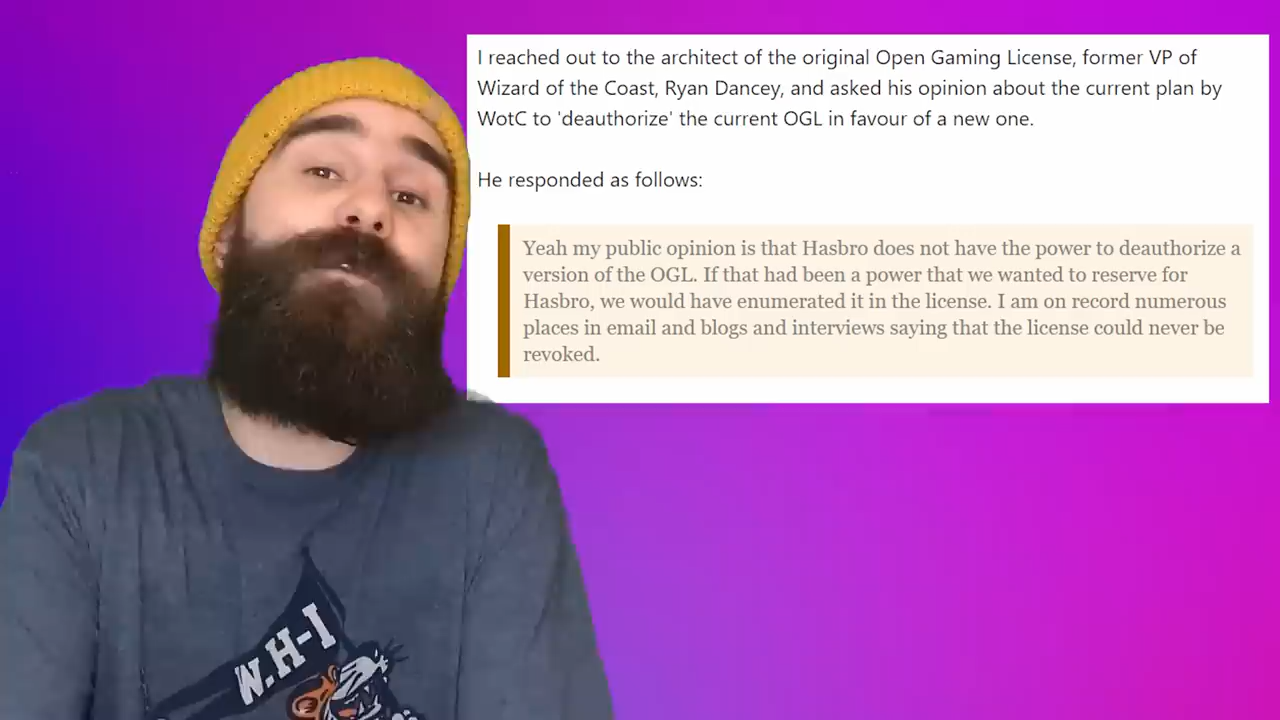 I reached out to the architect of the original Open Gaming License, former VP of
Wizard of the Coast, Ryan Dancey, and asked his opinion about the current plan by
WotC to 'deauthorize' the current OGL in favour of a new one.
He responded as follows:
Yeah my public opinion is that Hasbro does not have the power to deauthorize a
version of the OGL. If that had been a power that we wanted to reserve for
Hasbro, we would have enumerated it in the license. I am on record numerous
places in email and blogs and interviews saying that the license could never be
revoked.
W.H-I